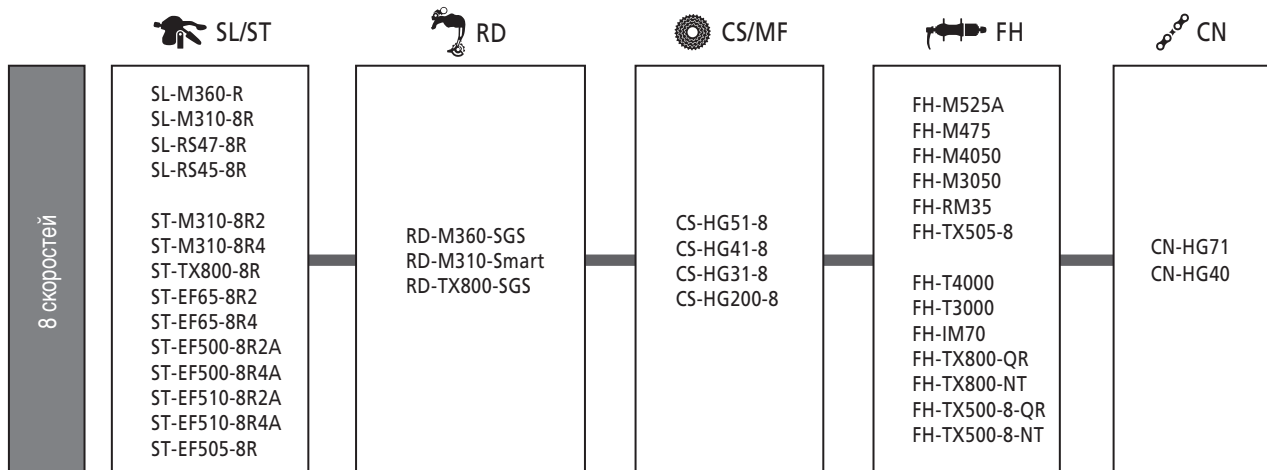 SL/ST
RD
CS/MF
FH
CN
8 скоростей
SL-M360-R
SL-M310-8R
SL-RS47-8R
SL-RS45-8R
ST-M310-8R2
ST-M310-8R4
ST-TX800-8R
ST-EF65-8R2
ST-EF65-8R4
ST-EF500-8R2A
ST-EF500-8R4A
ST-EF510-8R2A
ST-EF510-8R4A
ST-EF505-8R
RD-M360-SGS
RD-M310-Smart
RD-TX800-SGS
CS-HG51-8
CS-HG41-8
CS-HG31-8
CS-HG200-8
FH-M525A
FH-M475
FH-M4050
FH-M3050
FH-RM35
FH-TX505-8
FH-T4000
FH-T3000
FH-IM70
FH-TX800-QR
FH-TX800-NT
FH-TX500-8-QR
FH-TX500-8-NT
CN-HG71
CN-HG40